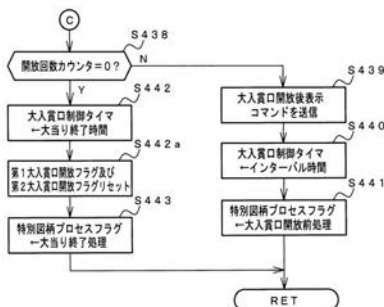 C
S438
開放回数カウンタ=0?
N
Y
S442
大入賞口制御タイマ
←大当り終了時間
S442a
第1大入賞口開放フラグ及び
第2大入賞口開放フラグリセット
S443
特別図柄プロセスフラグ
←大当り終了処理
S439
大入賞口開放後表示
コマンドを送信
S440
大入賞口制御タイマ
←インターバル時間
S441
特別図柄プロセスフラグ
←大入賞口開放前処理
RET